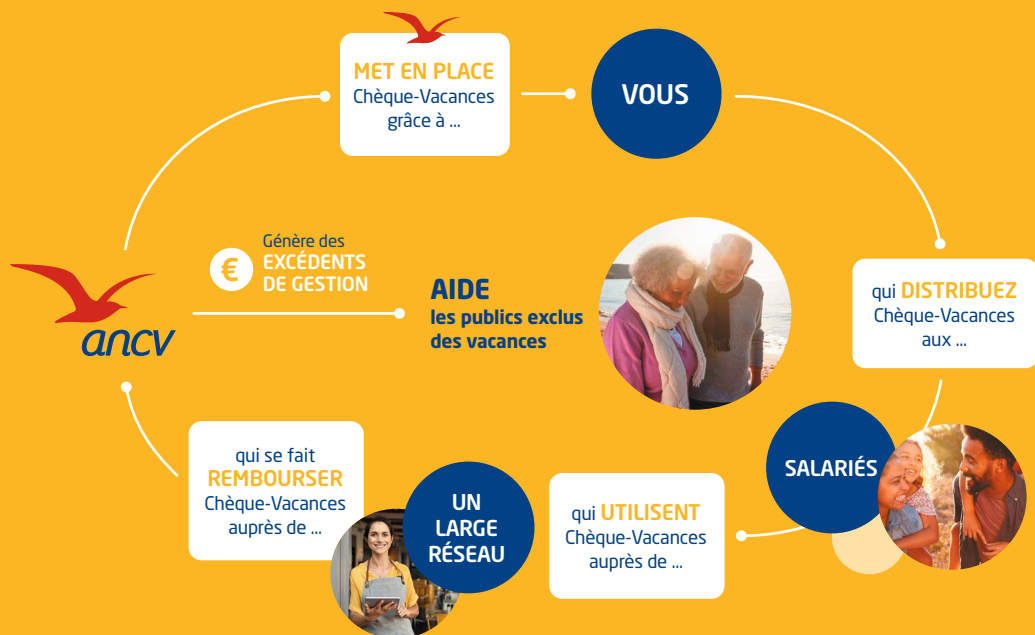 MET EN PLACE
Chèque-Vacances
grâce à ...
VOUS
qui DISTRIBUEZ
Chèque-Vacances
aux ...
SALARIÉS
qui UTILISENT
Chèque-Vacances
auprès de ...
UN
LARGE
RÉSEAU
qui se fait
REMBOURSER
Chèque-Vacances
auprès de ...
ancv
€
Génère des
EXCÉDENTS
DE GESTION
AIDE
les publics exclus
des vacances